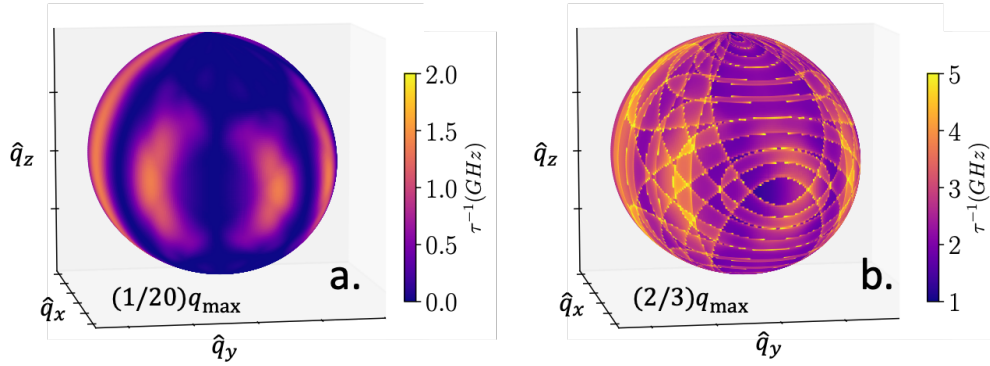 q̂z
q̂x
q̂y
(1/20)qmax
a.
2.0
1.5
1.0
0.5
0.0
τ⁻¹(GHz)
q̂z
q̂x
q̂y
(2/3)qmax
b.
5
4
3
2
1
τ⁻¹(GHz)